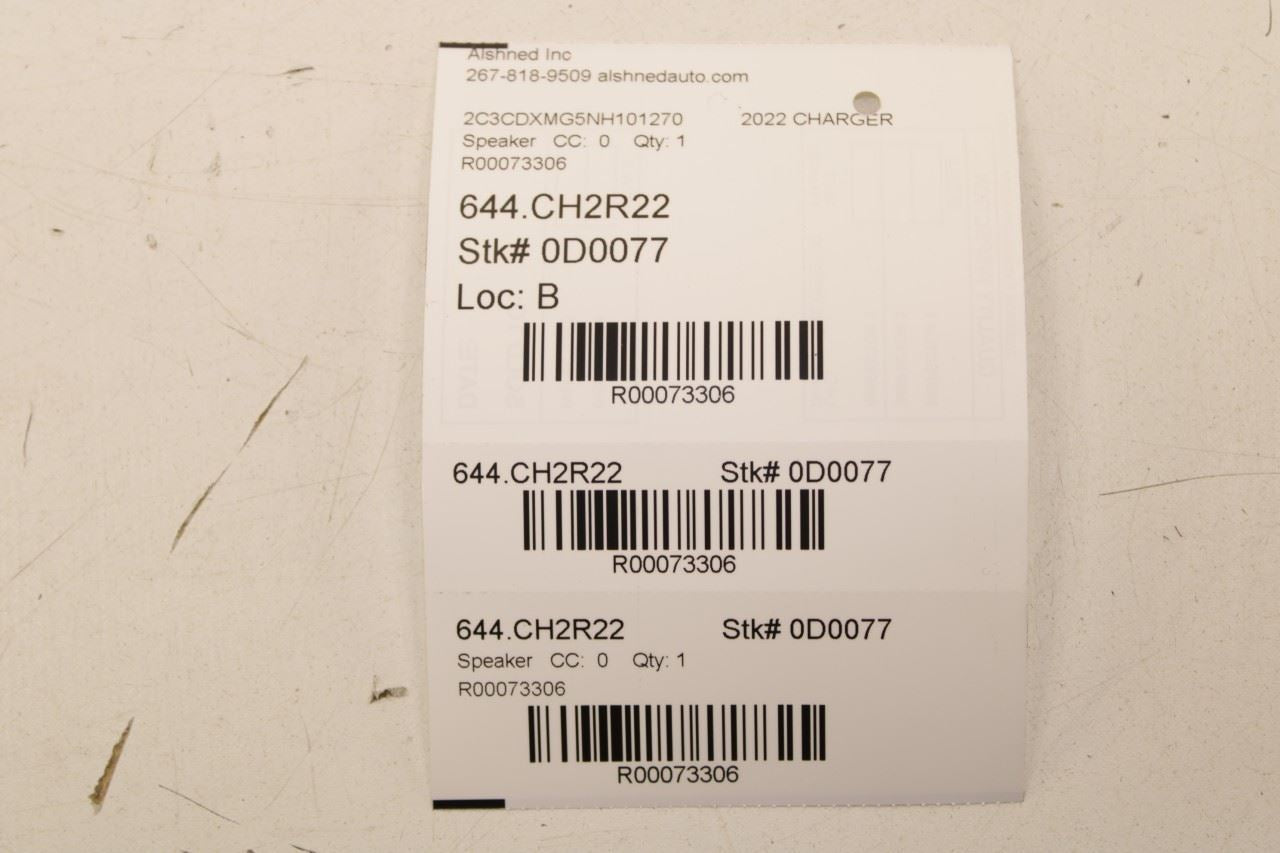 Alshned Inc
267-818-9509 alshnedauto.com
2C3CDXMG5NH101270 2022 CHARGER
Speaker CC: 0 Qty: 1
R00073306
644.CH2R22
Stk# 0D0077
Loc: B
R00073306
644.CH2R22 Stk# 0D0077
R00073306
644.CH2R22 Stk# 0D0077
Speaker CC: 0 Qty: 1
R00073306
R00073306